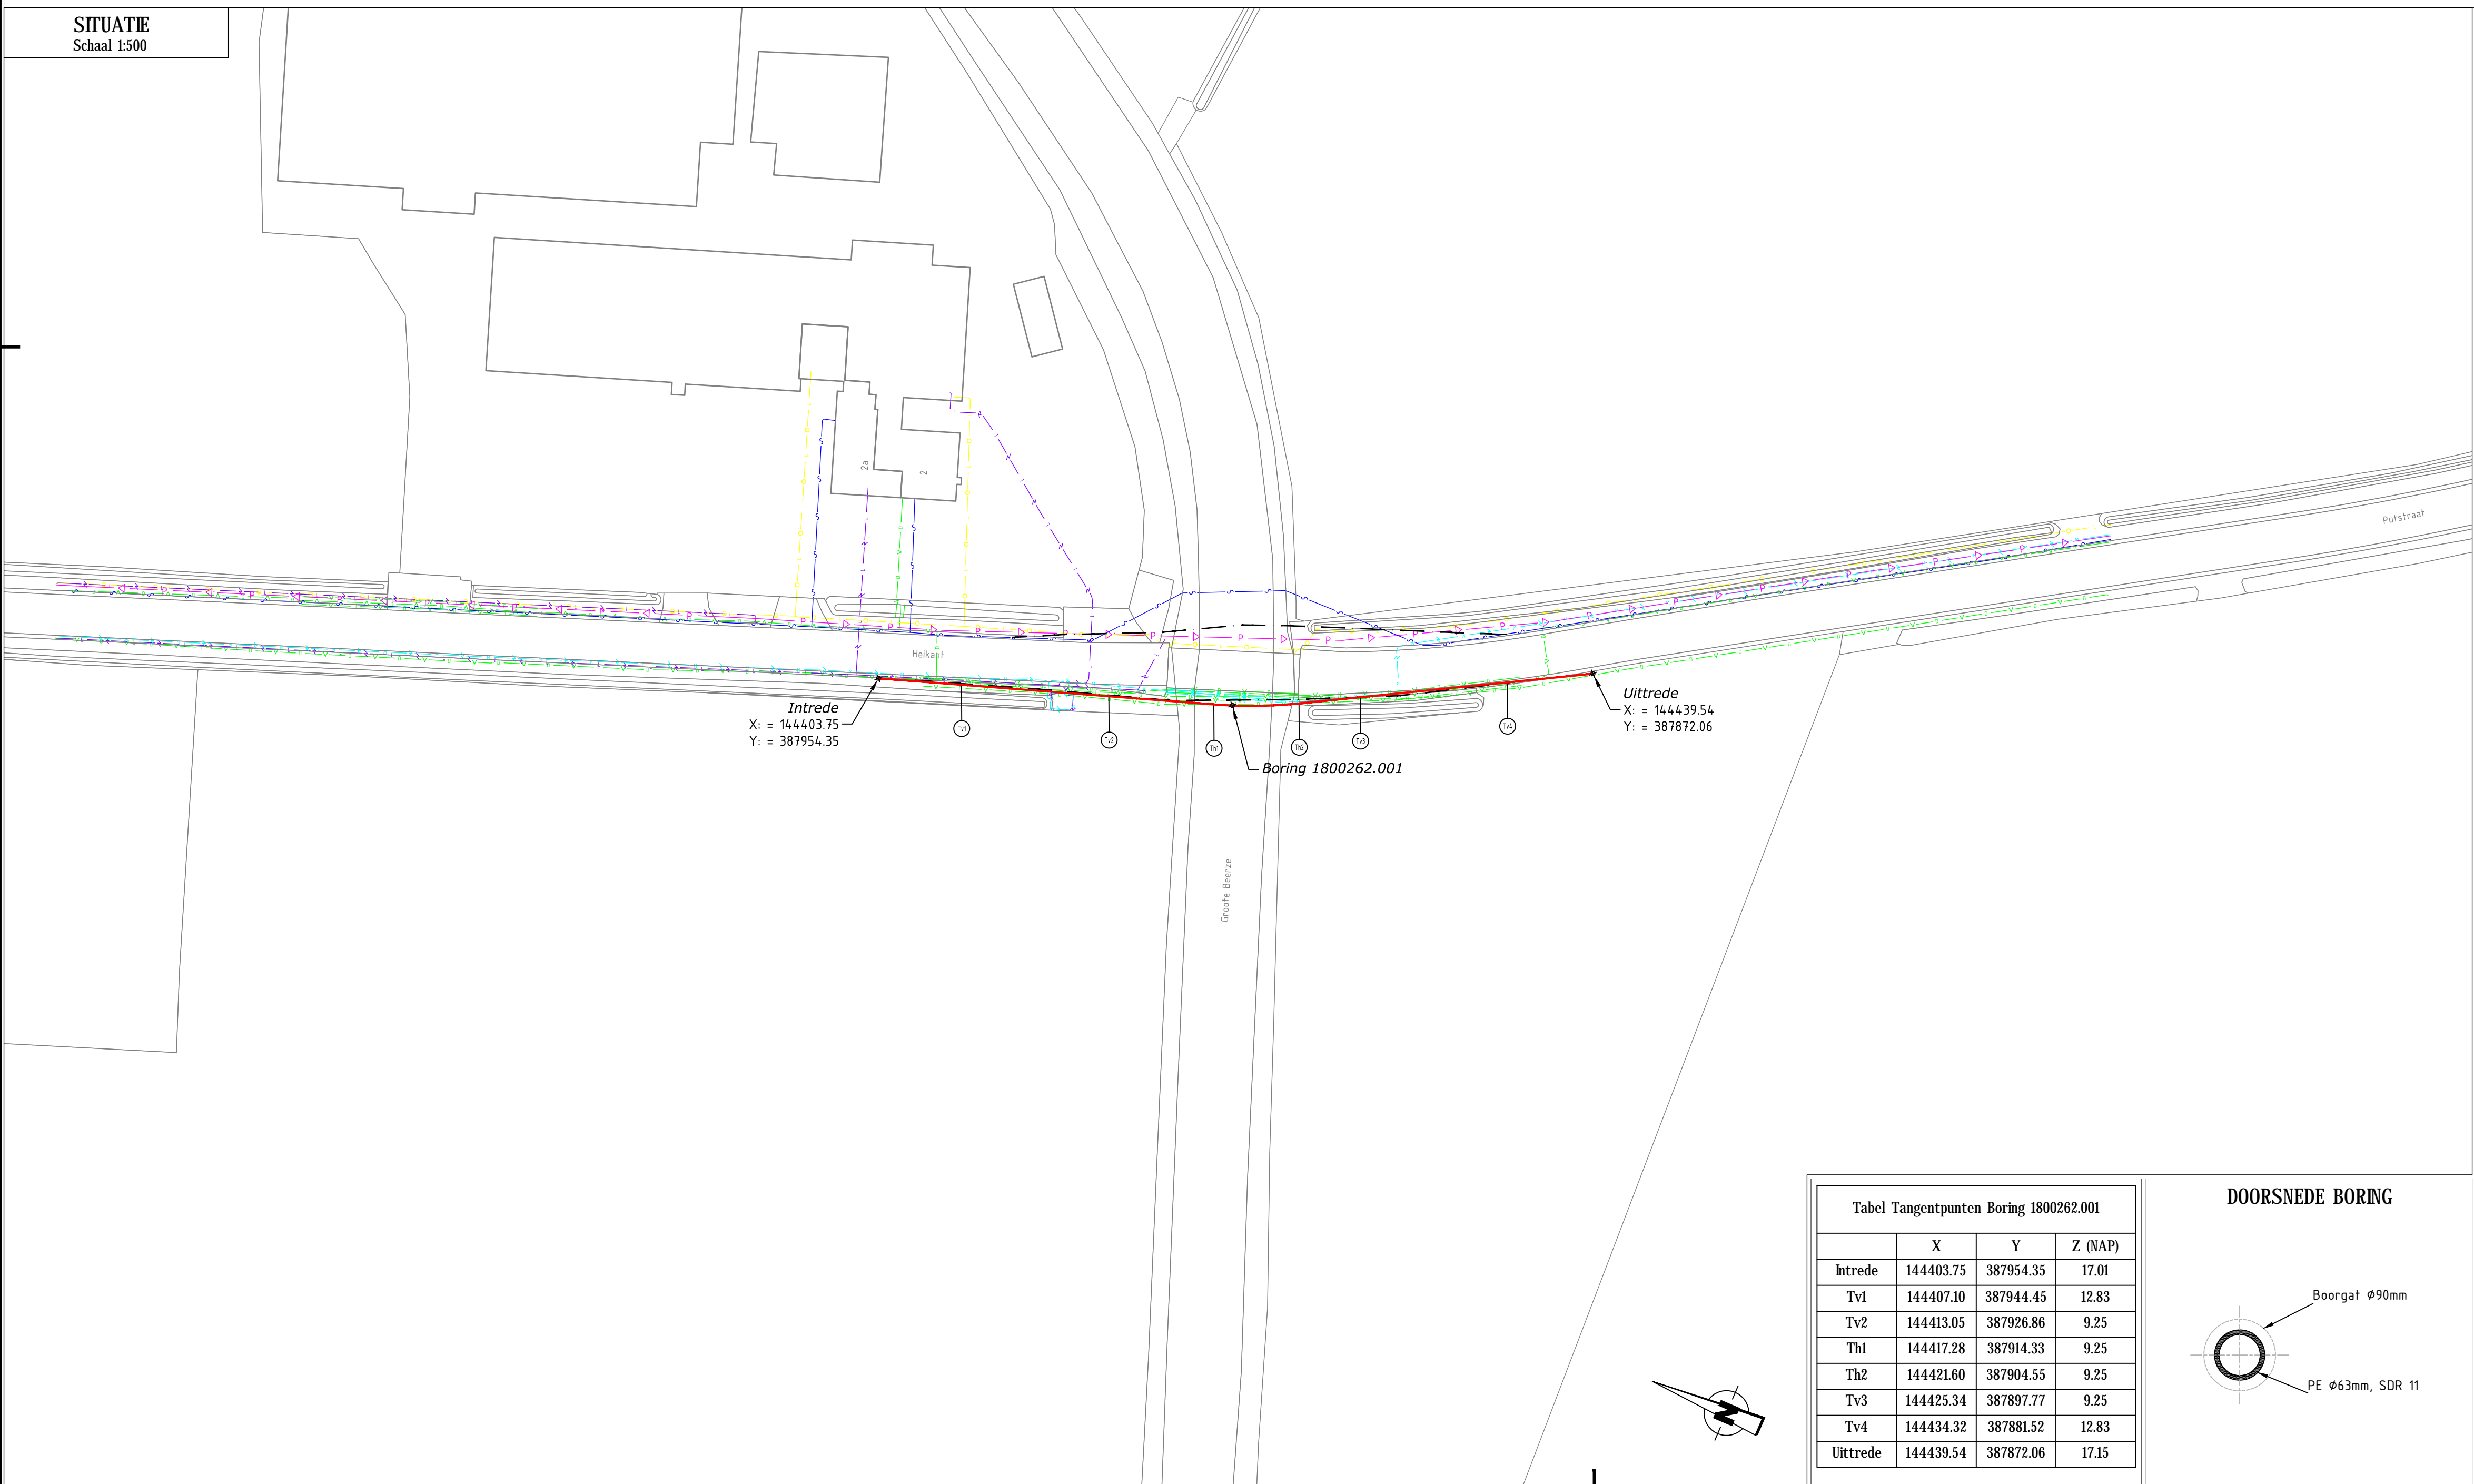 SITUATIE
Schaal 1:500
2a
2
Putstraat
Heikant
Intrede
X: = 144403.75
Y: = 387954.35
Uittrede
X: = 144439.54
Y: = 387872.06
Tv1
Tv2
Th1
Th2
Tv3
Tv4
Boring 1800262.001
Groote Beerze
Tabel Tangentpunten Boring 1800262.001
X Y Z (NAP)
Intrede 144403.75 387954.35 17.01
Tv1 144407.10 387944.45 12.83
Tv2 144413.05 387926.86 9.25
Th1 144417.28 387914.33 9.25
Th2 144421.60 387904.55 9.25
Tv3 144425.34 387897.77 9.25
Tv4 144434.32 387881.52 12.83
Uittrede 144439.54 387872.06 17.15
DOORSNEDE BORING
Boorgat Ø90mm
PE Ø63mm, SDR 11
N